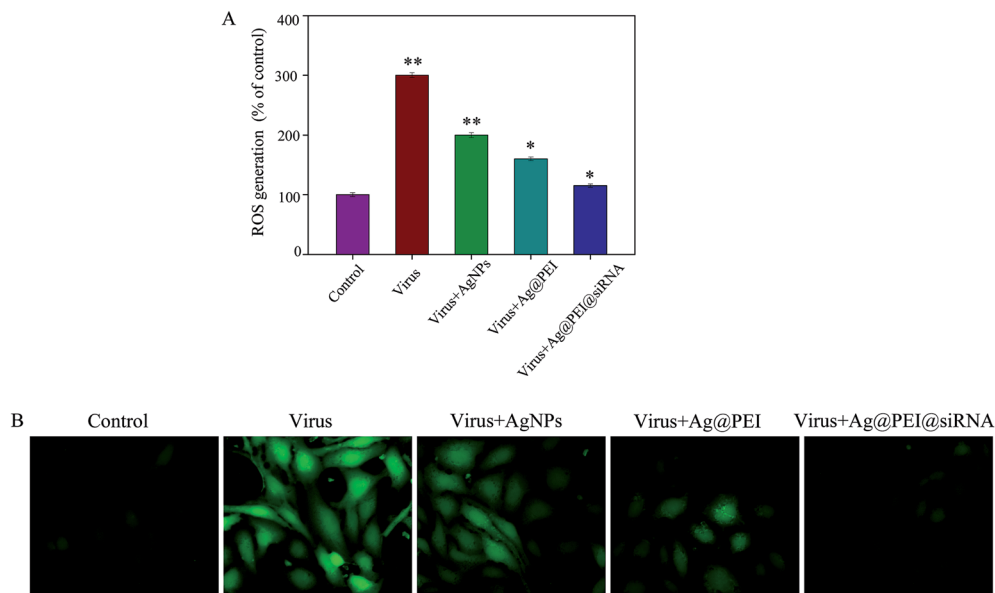 A
ROS generation (% of control)
400
300
200
100
0
**
**
*
*
Control
Virus
Virus+AgNPs
Virus+Ag@PEI
Virus+Ag@PEI@siRNA
B
Control
Virus
Virus+AgNPs
Virus+Ag@PEI
Virus+Ag@PEI@siRNA